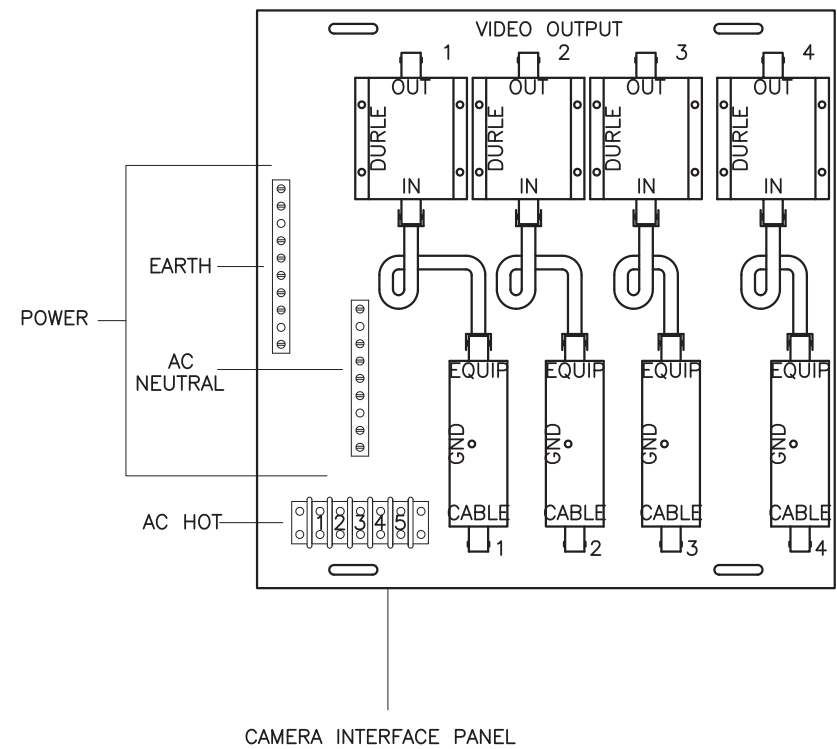 VIDEO OUTPUT
1 2 3 4
OUT OUT OUT OUT
DURLE DURLE DURLE DURLE
IN IN IN IN
EARTH
POWER
AC
NEUTRAL
EQUIP EQUIP EQUIP EQUIP
GND GND GND GND
CABLE CABLE CABLE CABLE
AC HOT
1 2 3 4 5
1 2 3 4
CAMERA INTERFACE PANEL